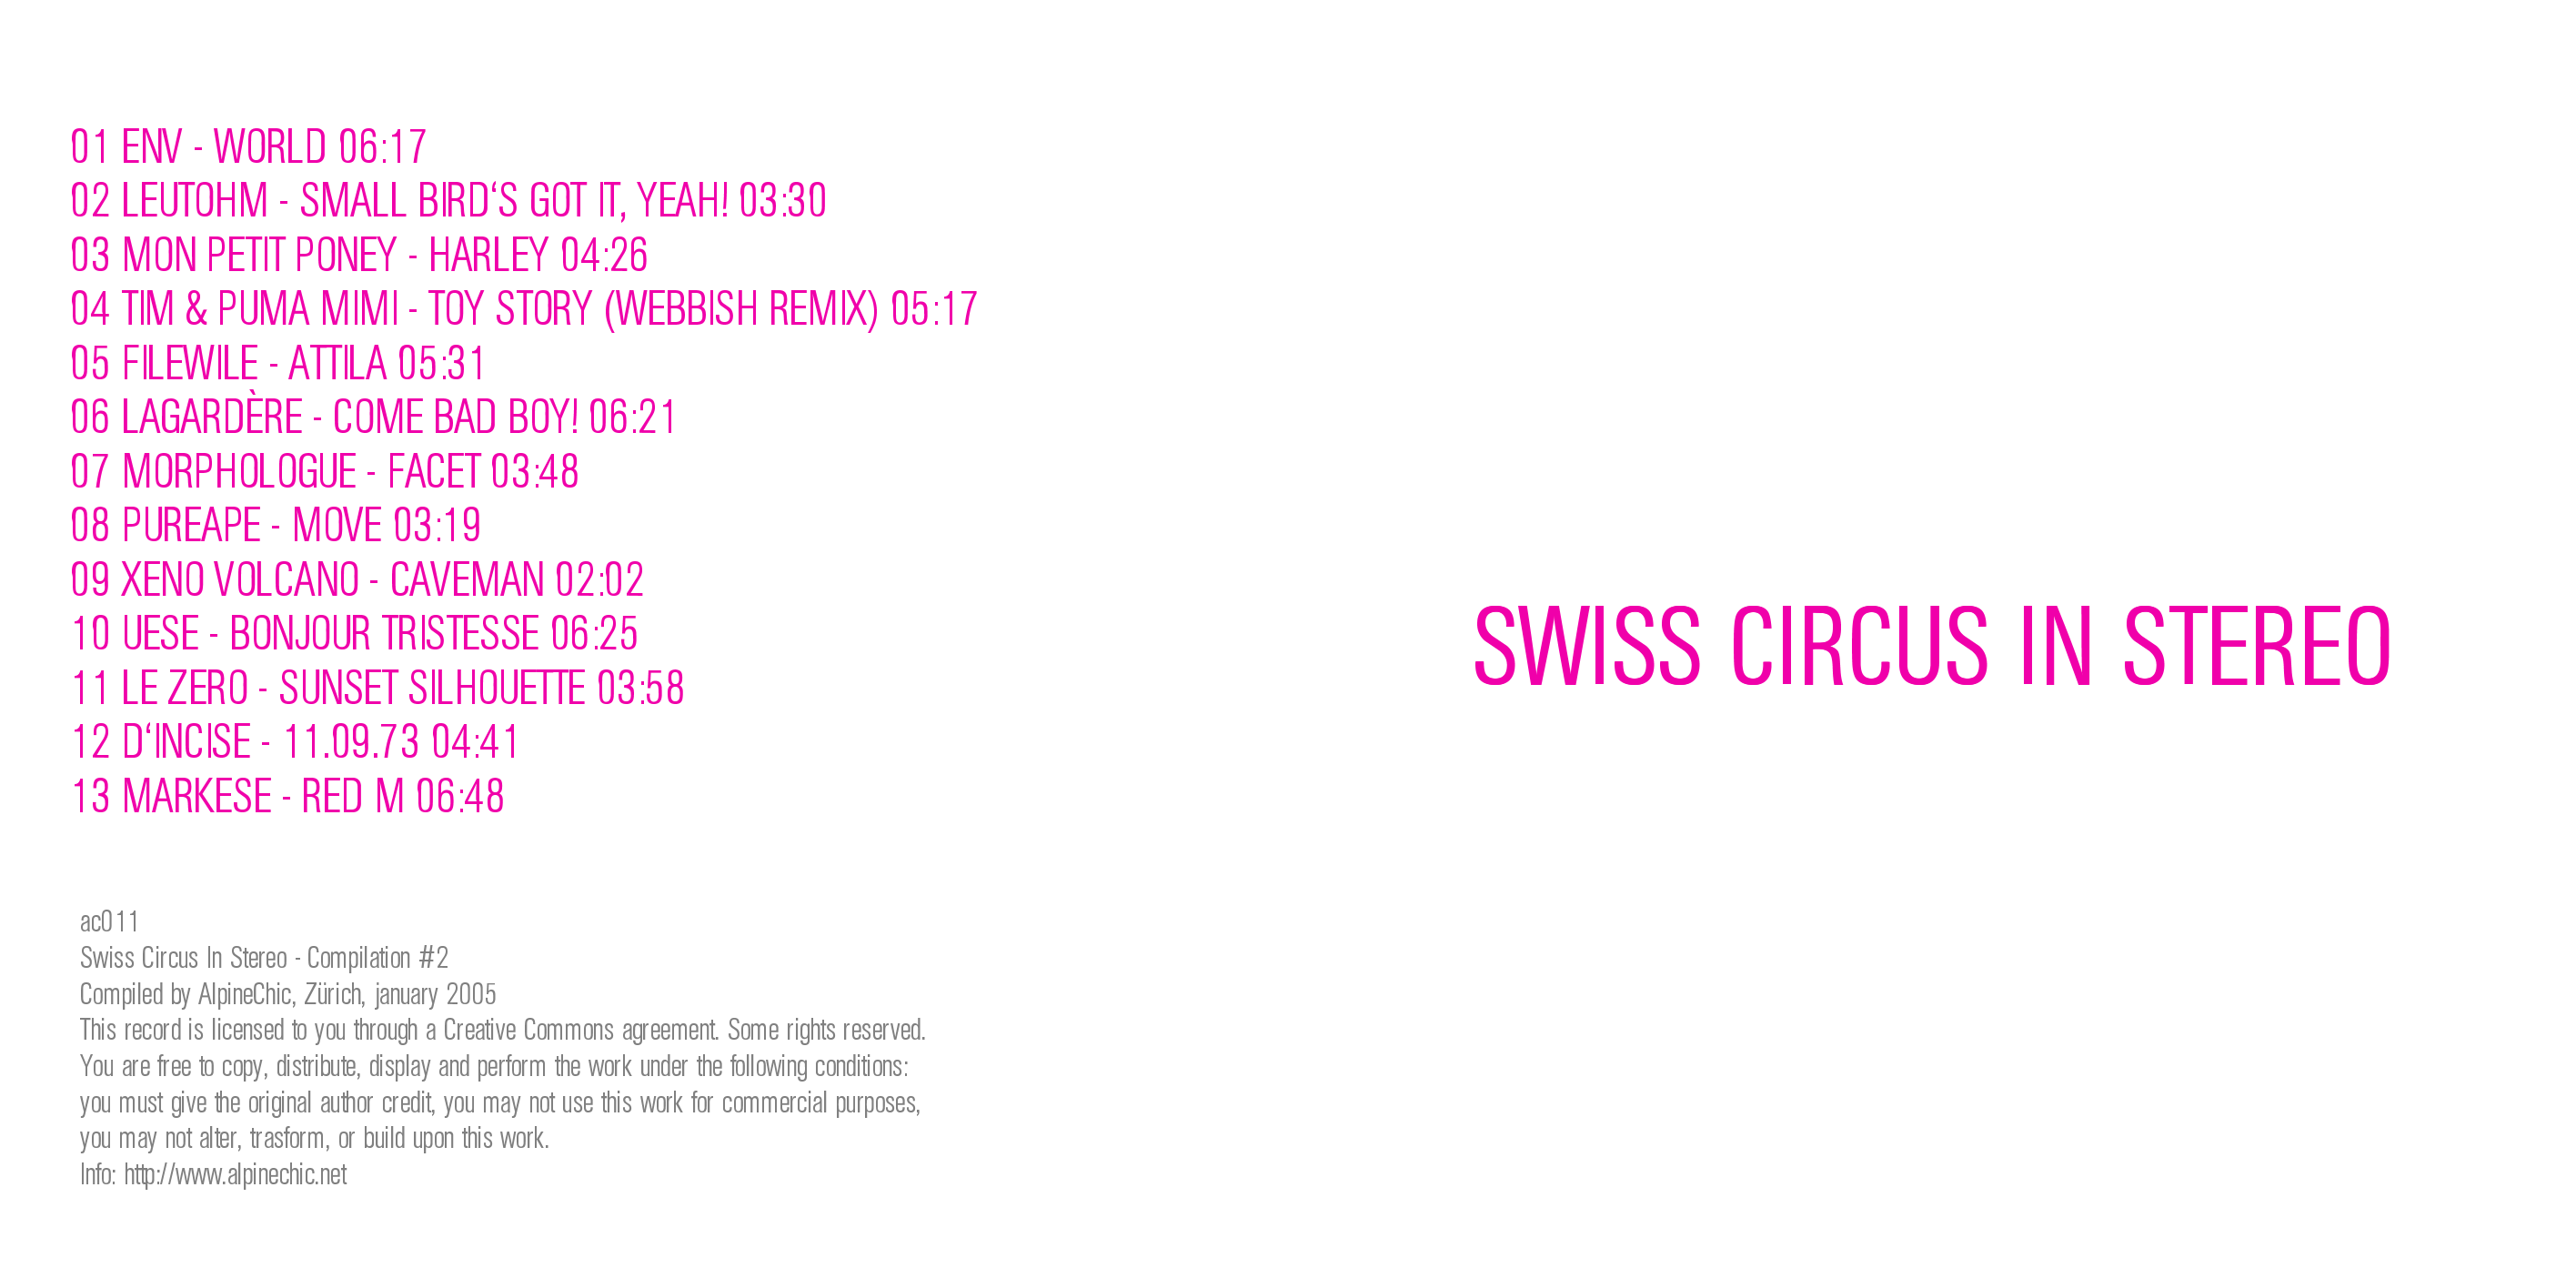 01 ENV - WORLD 06:17
02 LEUTOHM - SMALL BIRD‘S GOT IT, YEAH! 03:30
03 MON PETIT PONEY - HARLEY 04:26
04 TIM & PUMA MIMI - TOY STORY (WEBBISH REMIX) 05:17
05 FILEWILE - ATTILA 05:31
06 LAGARDÈRE - COME BAD BOY! 06:21
07 MORPHOLOGUE - FACET 03:48
08 PUREAPE - MOVE 03:19
09 XENO VOLCANO - CAVEMAN 02:02
10 UESE - BONJOUR TRISTESSE 06:25
11 LE ZERO - SUNSET SILHOUETTE 03:58
12 D‘INCISE - 11.09.73 04:41
13 MARKESE - RED M 06:48
ac011
Swiss Circus In Stereo - Compilation #2
Compiled by AlpineChic, Zürich, january 2005
This record is licensed to you through a Creative Commons agreement. Some rights reserved.
You are free to copy, distribute, display and perform the work under the following conditions:
you must give the original author credit, you may not use this work for commercial purposes,
you may not alter, trasform, or build upon this work.
Info: http://www.alpinechic.net
SWISS CIRCUS IN STEREO